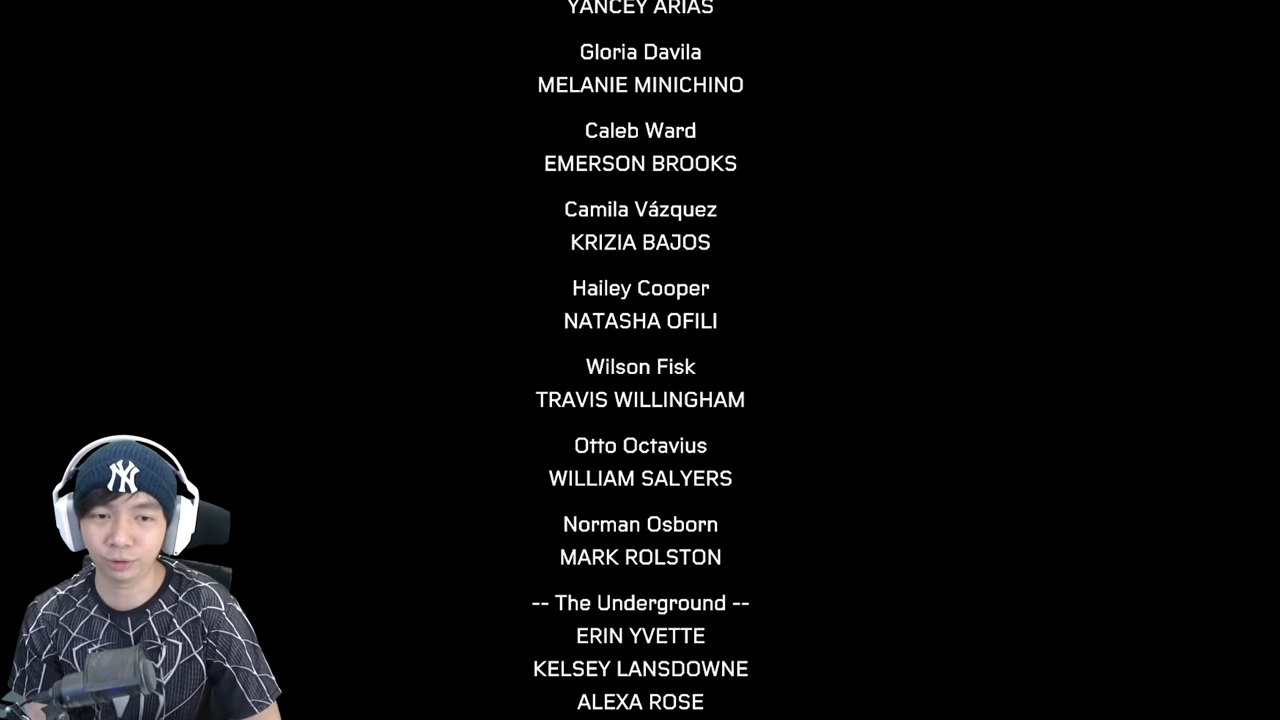 YANCEY ARIAS
Gloria Davila
MELANIE MINICHINO
Caleb Ward
EMERSON BROOKS
Camila Vázquez
KRIZIA BAJOS
Hailey Cooper
NATASHA OFILI
Wilson Fisk
TRAVIS WILLINGHAM
Otto Octavius
WILLIAM SALYERS
Norman Osborn
MARK ROLSTON
-- The Underground --
ERIN YVETTE
KELSEY LANSDOWNE
ALEXA ROSE
NY